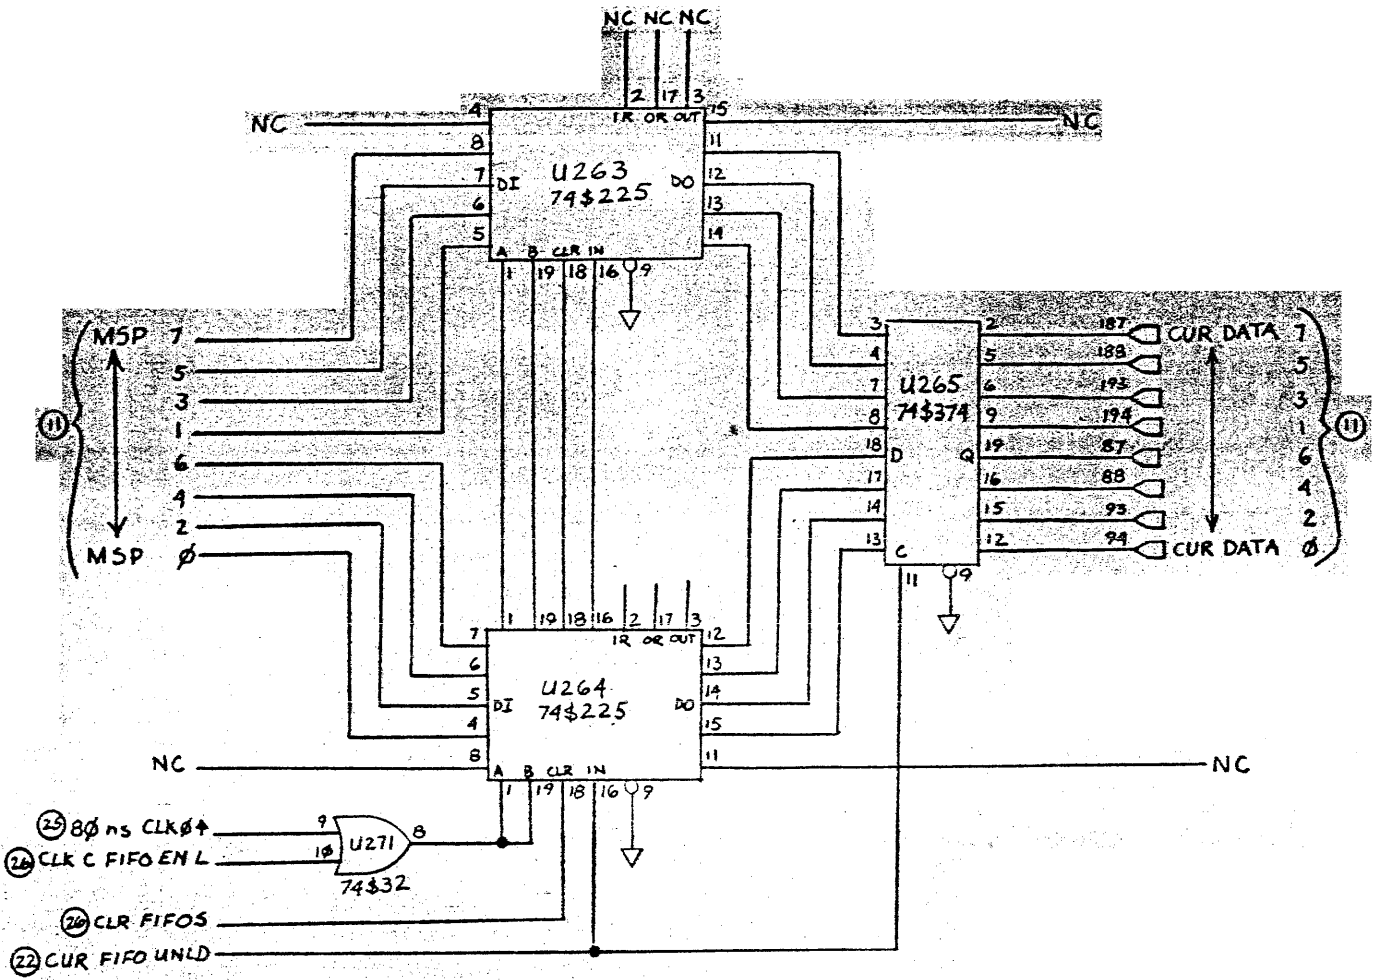 NC NC NC
2 17 3
NC 4 IR OR OUT 15 NC
8 11
7 DI U263 DO 12
74S225
6 13
5 14
A B CLR IN
1 19 18 16 9
MSP 7 3 2 187 CUR DATA 7
5 4 5 188 5
3 7 U265 6 193 3
11 1 8 74S374 9 194 1 11
6 18 D Q 19 87 6
4 17 16 88 4
2 14 15 93 2
MSP Ø 13 C 12 94 CUR DATA Ø
11 9
1 19 18 16 2 17 3
7 IR OR OUT 12
6 13
5 DI U264 DO 14
74S225
4 15
NC 8 11 NC
A B CLR IN
1 19 18 16 9
25 8Ø ns CLKØ↑ 9 U271 8
26 CLK C FIFO EN L 1Ø
74S32
26 CLR FIFOS
22 CUR FIFO UNLD